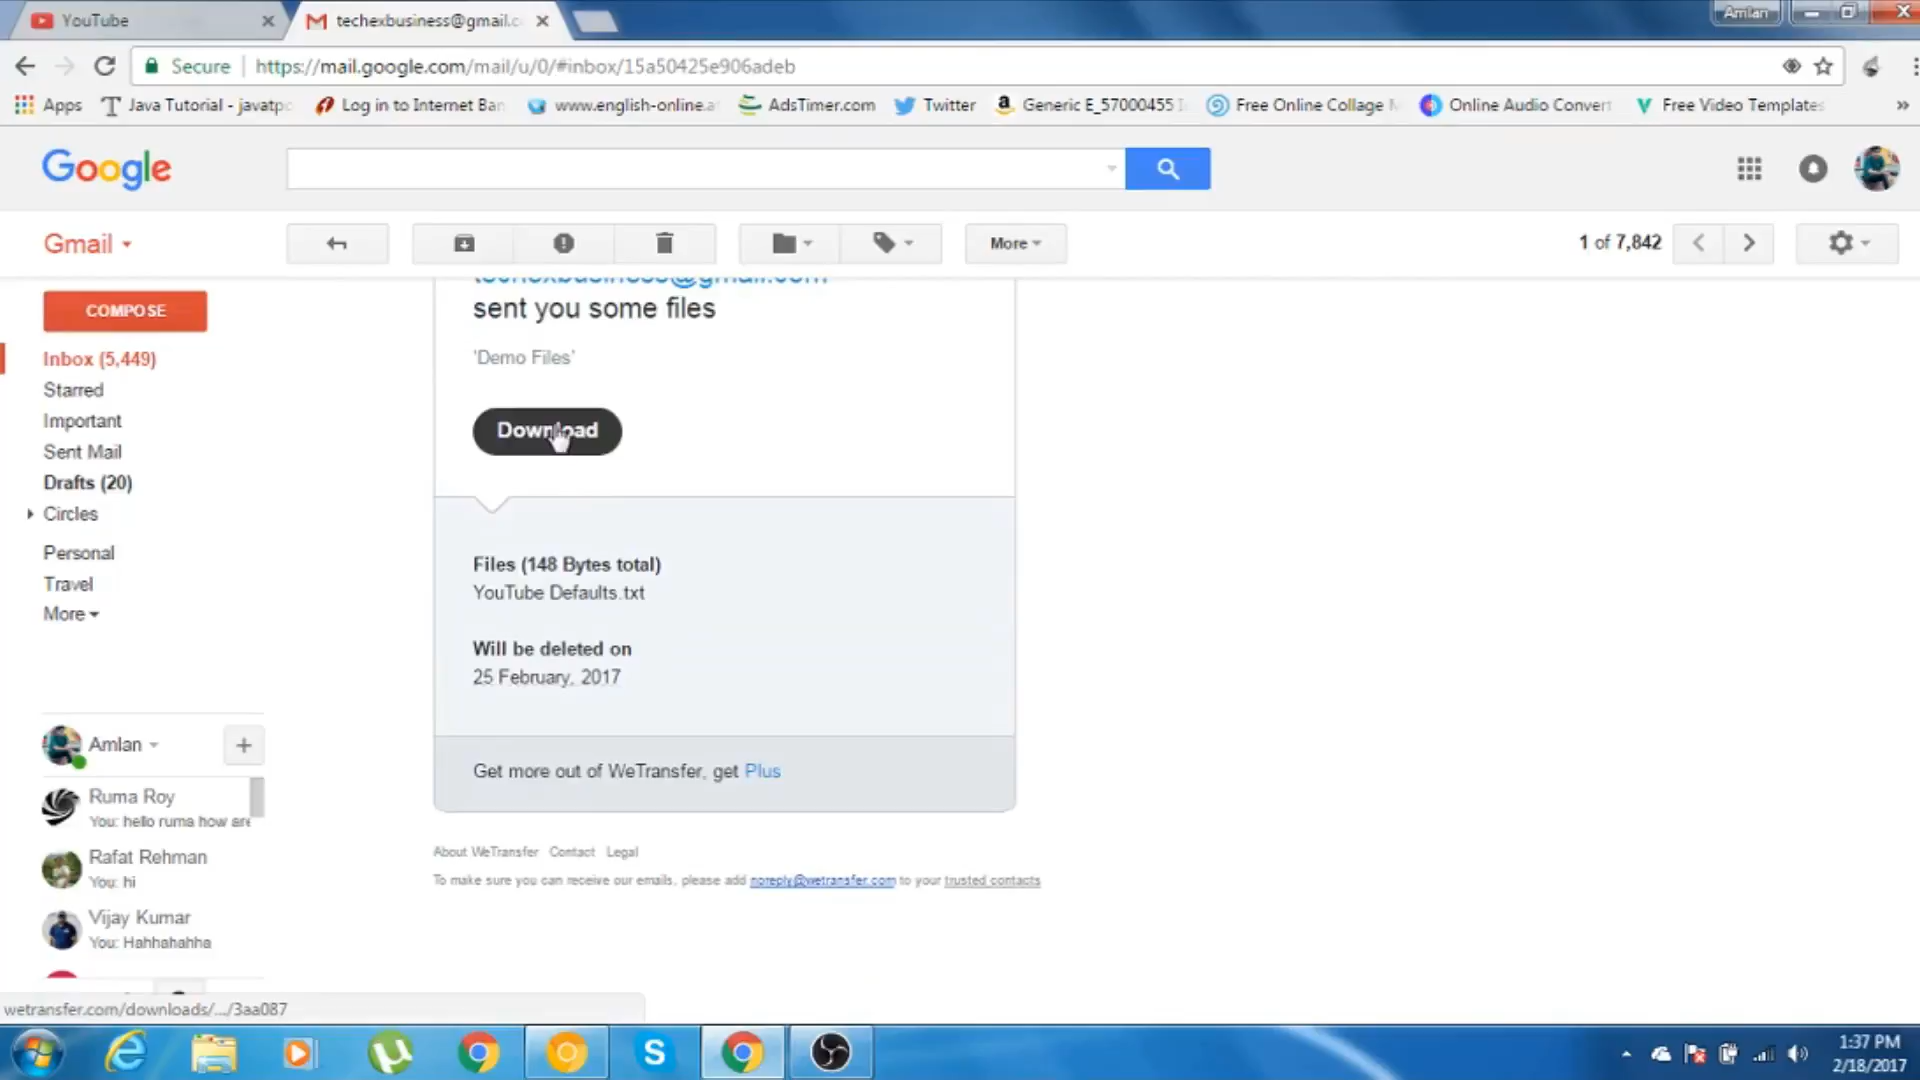 YouTube
techexbusiness@gmail.c
Amlan
Secure
https://mail.google.com/mail/u/0/#inbox/15a50425e906adeb
Apps
Java Tutorial - javatp
Log in to Internet Ban
www.english-online.a
AdsTimer.com
Twitter
Generic E_57000455
Free Online Collage
Online Audio Convert
Free Video Templates
»
Google
Gmail
More
1 of 7,842
COMPOSE
Inbox (5,449)
Starred
Important
Sent Mail
Drafts (20)
Circles
Personal
Travel
More
techexbusiness@gmail.com
sent you some files
'Demo Files'
Download
Files (148 Bytes total)
YouTube Defaults.txt
Will be deleted on
25 February, 2017
Get more out of WeTransfer, get Plus
About WeTransfer Contact Legal
To make sure you can receive our emails, please add noreply@wetransfer.com to your trusted contacts
Amlan
Ruma Roy
You: hello ruma how are
Rafat Rehman
You: hi
Vijay Kumar
You: Hahhahahha
wetransfer.com/downloads/.../3aa087
1:37 PM
2/18/2017